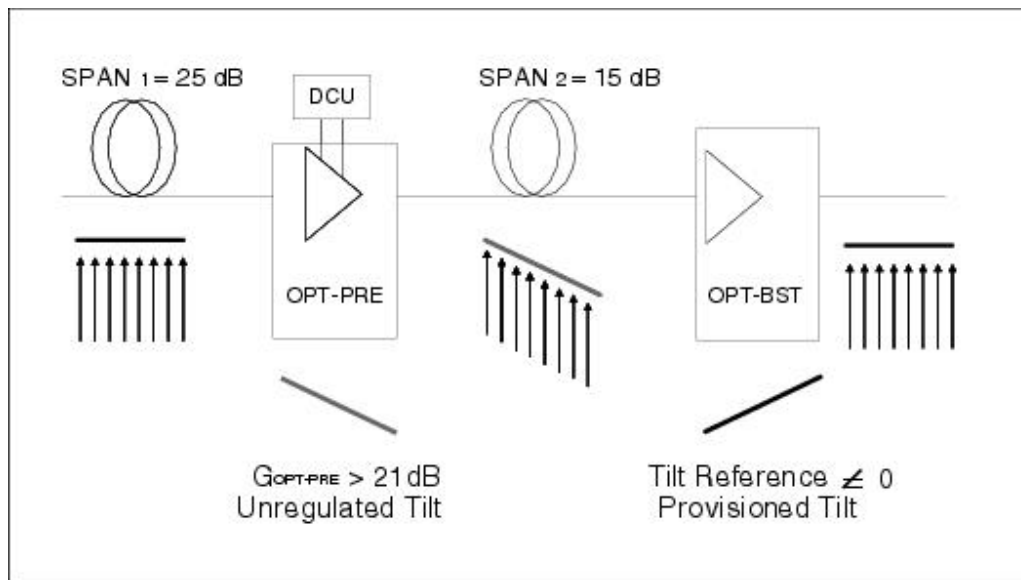 SPAN 1 = 25 dB
SPAN 2 = 15 dB
DCU
OPT-PRE
OPT-BST
GOPT-PRE > 21 dB
Unregulated Tilt
Tilt Reference ≠ 0
Provisioned Tilt